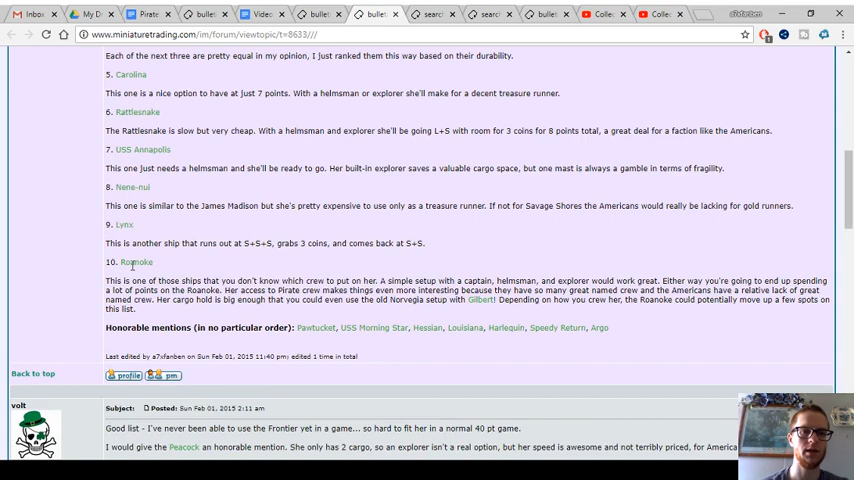 Inbox
My D
Pirate
bullet
Video
bullet
bullet
search
search
bullet
Collec
Collec
a7xfanben
www.miniaturetrading.com/im/forum/viewtopic/t=8633///
Each of the next three are pretty equal in my opinion, I just ranked them this way based on their durability.
5. Carolina
This one is a nice option to have at just 7 points. With a helmsman or explorer she'll make for a decent treasure runner.
6. Rattlesnake
The Rattlesnake is slow but very cheap. With a helmsman and explorer she'll be going L+S with room for 3 coins for 8 points total, a great deal for a faction like the Americans.
7. USS Annapolis
This one just needs a helmsman and she'll be ready to go. Her built-in explorer saves a valuable cargo space, but one mast is always a gamble in terms of fragility.
8. Nene-nui
This one is similar to the James Madison but she's pretty expensive to use only as a treasure runner. If not for Savage Shores the Americans would really be lacking for gold runners.
9. Lynx
This is another ship that runs out at S+S+S, grabs 3 coins, and comes back at S+S.
10. Roanoke
This is one of those ships that you don't know which crew to put on her. A simple setup with a captain, helmsman, and explorer would work great. Either way you're going to end up spending
a lot of points on the Roanoke. Her access to Pirate crew makes things even more interesting because they have so many great named crew and the Americans have a relative lack of great
named crew. Her cargo hold is big enough that you could even use the old Norvegia setup with Gilbert! Depending on how you crew her, the Roanoke could potentially move up a few spots on
this list.
Honorable mentions (in no particular order): Pawtucket, USS Morning Star, Hessian, Louisiana, Harlequin, Speedy Return, Argo
Last edited by a7xfanben on Sun Feb 01, 2015 11:40 pm; edited 1 time in total
Back to top
profile
pm
volt
Subject: Posted: Sun Feb 01, 2015 2:11 am
Good list - I've never been able to use the Frontier yet in a game... so hard to fit her in a normal 40 pt game.
I would give the Peacock an honorable mention. She only has 2 cargo, so an explorer isn't a real option, but her speed is awesome and not terribly priced, for Amer